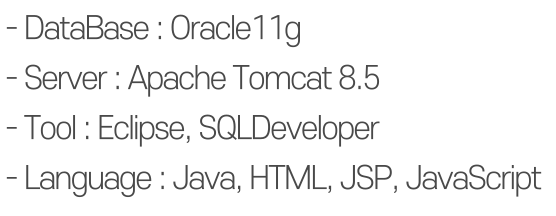 - DataBase : Oracle11g
- Server : Apache Tomcat 8.5
- Tool : Eclipse, SQLDeveloper
- Language : Java, HTML, JSP, JavaScript